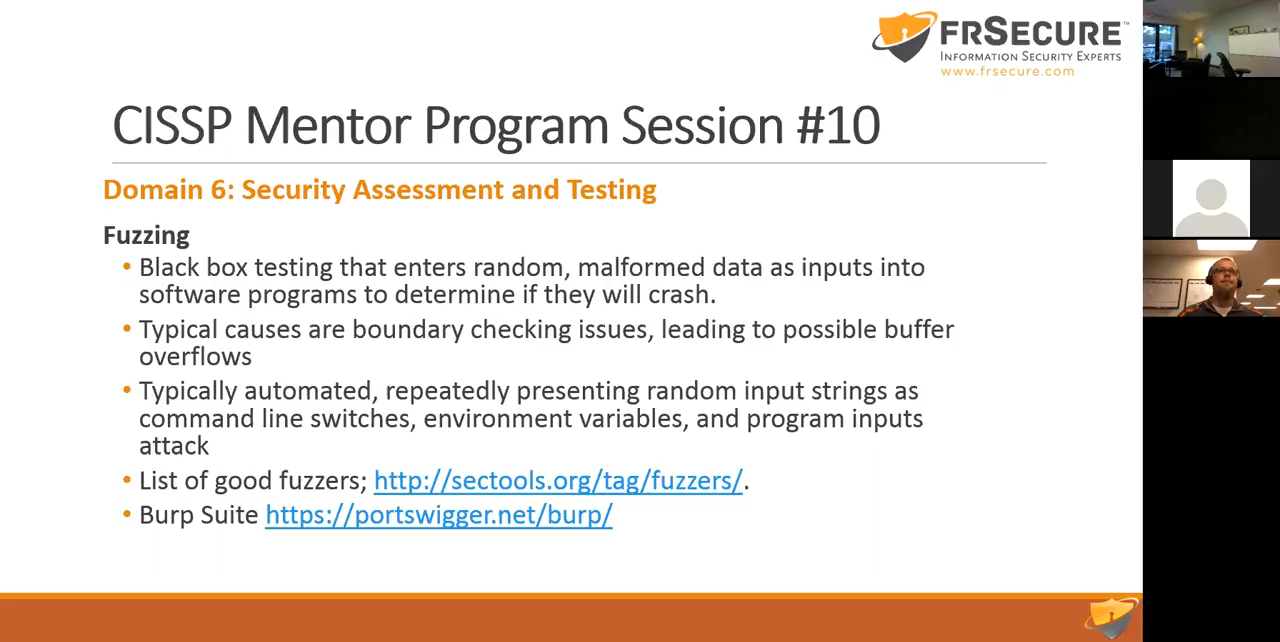 FRSECURE™
INFORMATION SECURITY EXPERTS
www.frsecure.com
CISSP Mentor Program Session #10
Domain 6: Security Assessment and Testing
Fuzzing
• Black box testing that enters random, malformed data as inputs into
software programs to determine if they will crash.
• Typical causes are boundary checking issues, leading to possible buffer
overflows
• Typically automated, repeatedly presenting random input strings as
command line switches, environment variables, and program inputs
attack
• List of good fuzzers; http://sectools.org/tag/fuzzers/.
• Burp Suite https://portswigger.net/burp/